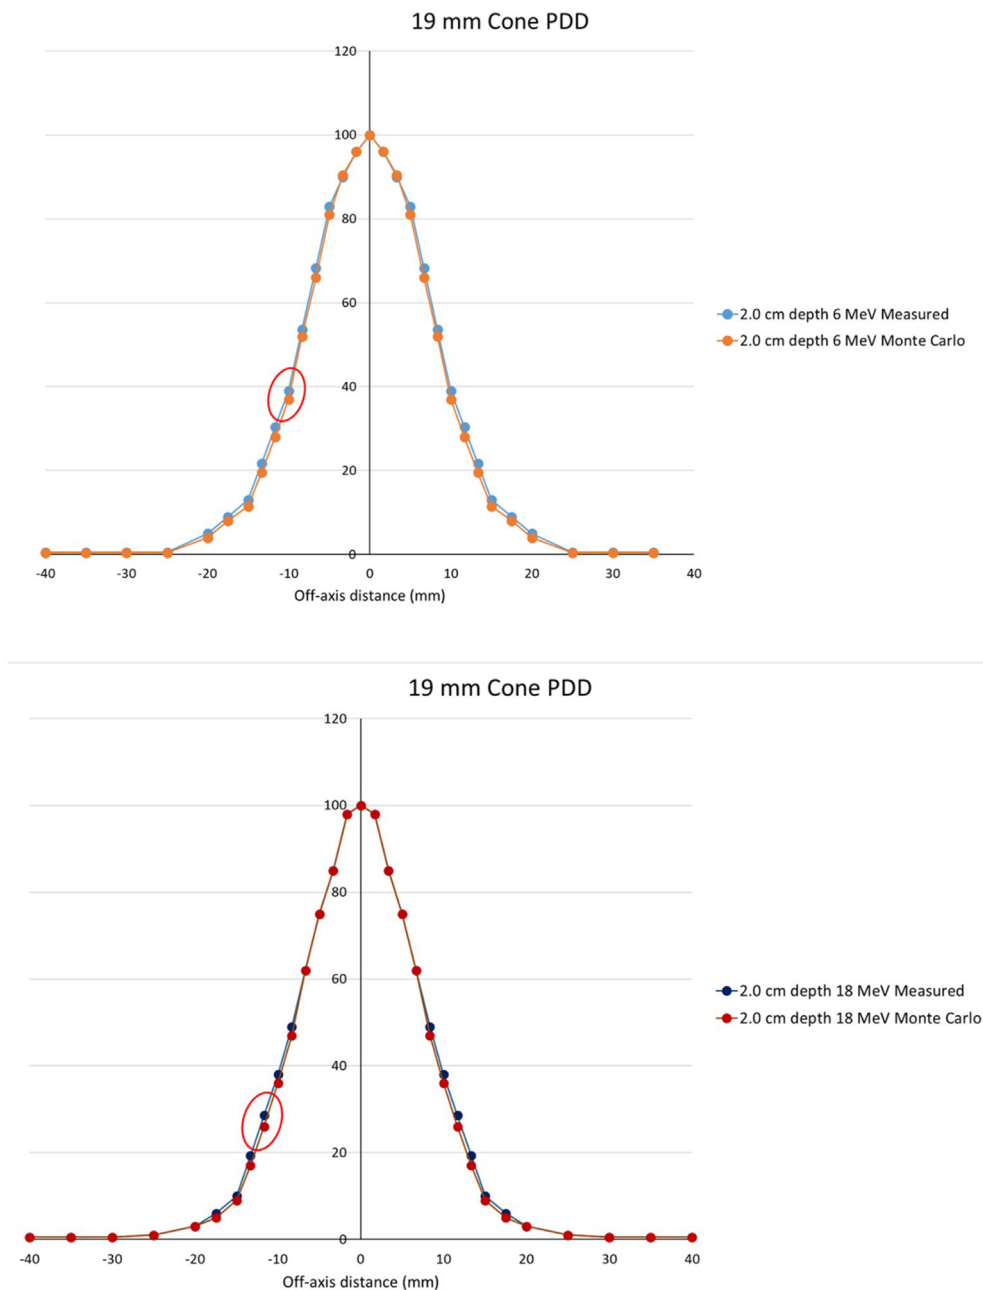 19 mm Cone PDD
120
100
80
60
40
20
0
-40 -30 -20 -10 0 10 20 30 40
Off-axis distance (mm)
2.0 cm depth 6 MeV Measured
2.0 cm depth 6 MeV Monte Carlo
19 mm Cone PDD
120
100
80
60
40
20
0
-40 -30 -20 -10 0 10 20 30 40
Off-axis distance (mm)
2.0 cm depth 18 MeV Measured
2.0 cm depth 18 MeV Monte Carlo